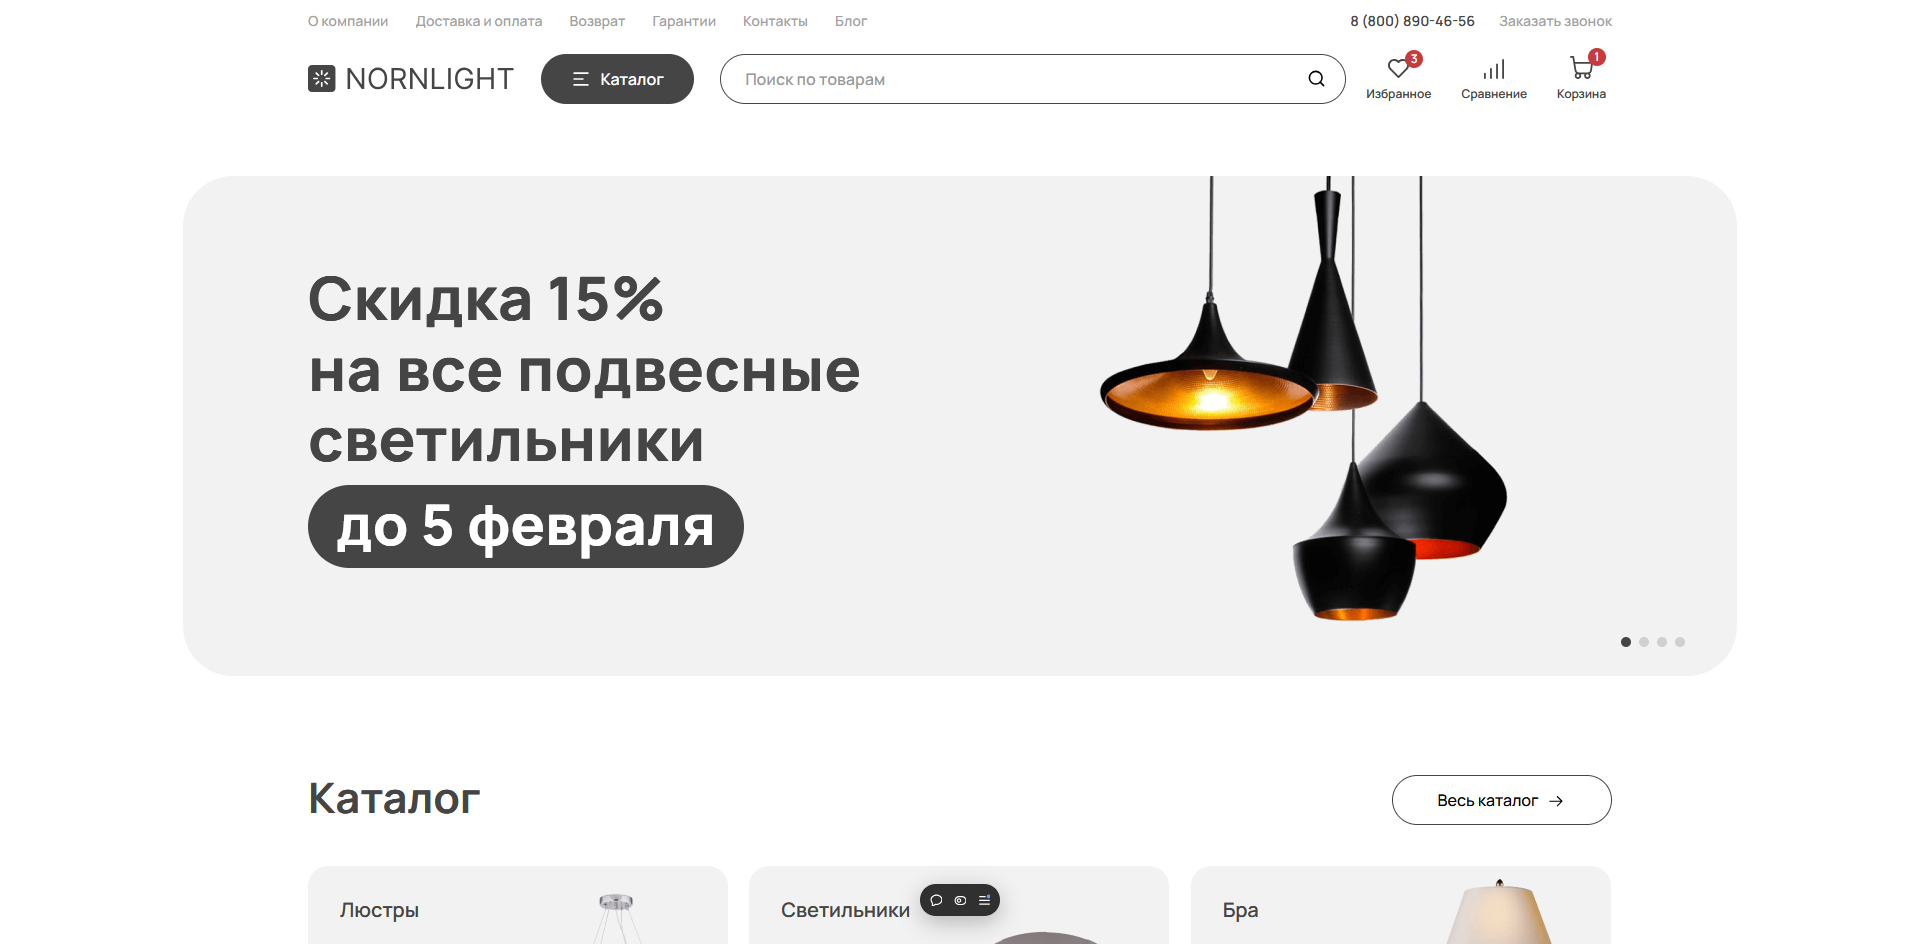 О компании Доставка и оплата Возврат Гарантии Контакты Блог 8 (800) 890-46-56 Заказать звонок
NORNLIGHT Каталог Поиск по товарам 3 1
Избранное Сравнение Корзина
Скидка 15%
на все подвесные
светильники
до 5 февраля
Каталог Весь каталог
Люстры Светильники Бра